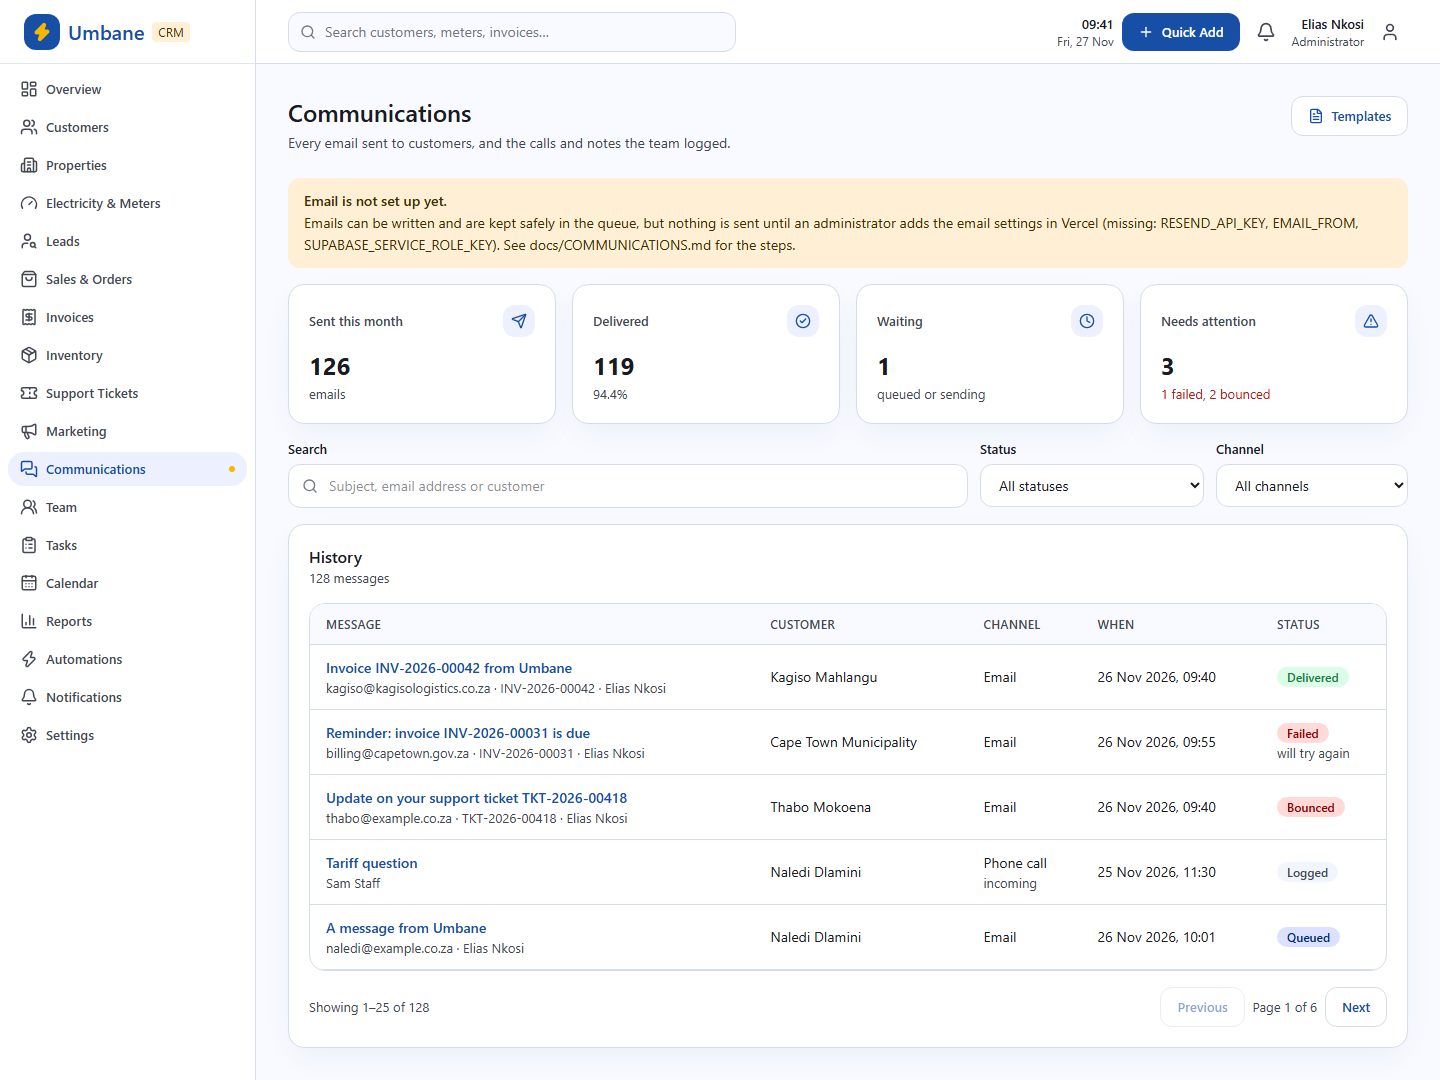 Umbane CRM
Search customers, meters, invoices...
09:41
Fri, 27 Nov
Quick Add
Elias Nkosi
Administrator
Overview
Customers
Properties
Electricity & Meters
Leads
Sales & Orders
Invoices
Inventory
Support Tickets
Marketing
Communications
Team
Tasks
Calendar
Reports
Automations
Notifications
Settings
Communications
Every email sent to customers, and the calls and notes the team logged.
Templates
Email is not set up yet.
Emails can be written and are kept safely in the queue, but nothing is sent until an administrator adds the email settings in Vercel (missing: RESEND_API_KEY, EMAIL_FROM,
SUPABASE_SERVICE_ROLE_KEY). See docs/COMMUNICATIONS.md for the steps.
Sent this month
126
emails
Delivered
119
94.4%
Waiting
1
queued or sending
Needs attention
3
1 failed, 2 bounced
Search
Subject, email address or customer
Status
All statuses
Channel
All channels
History
128 messages
MESSAGE CUSTOMER CHANNEL WHEN STATUS
Invoice INV-2026-00042 from Umbane
kagiso@kagisologistics.co.za · INV-2026-00042 · Elias Nkosi
Kagiso Mahlangu
Email
26 Nov 2026, 09:40
Delivered
Reminder: invoice INV-2026-00031 is due
billing@capetown.gov.za · INV-2026-00031 · Elias Nkosi
Cape Town Municipality
Email
26 Nov 2026, 09:55
Failed
will try again
Update on your support ticket TKT-2026-00418
thabo@example.co.za · TKT-2026-00418 · Elias Nkosi
Thabo Mokoena
Email
26 Nov 2026, 09:40
Bounced
Tariff question
Sam Staff
Naledi Dlamini
Phone call
incoming
25 Nov 2026, 11:30
Logged
A message from Umbane
naledi@example.co.za · Elias Nkosi
Naledi Dlamini
Email
26 Nov 2026, 10:01
Queued
Showing 1–25 of 128
Previous
Page 1 of 6
Next